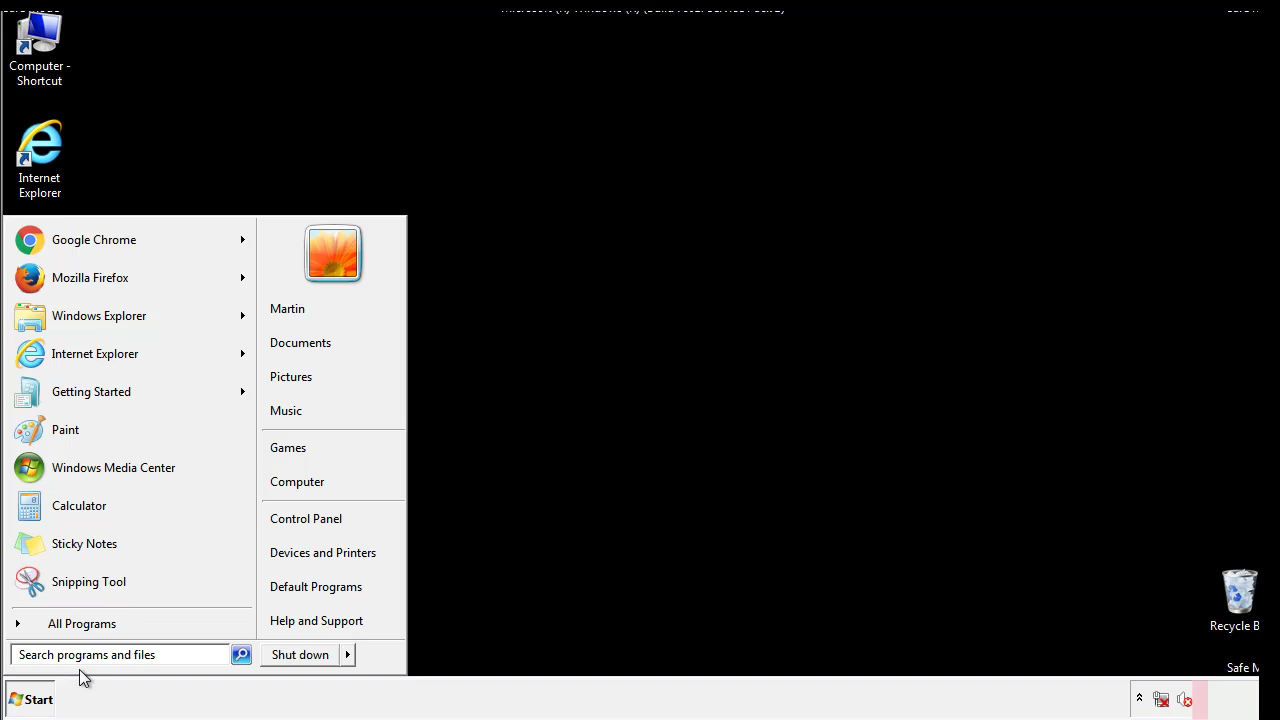 Computer -
Shortcut
Internet
Explorer
Google Chrome
Mozilla Firefox
Windows Explorer
Internet Explorer
Getting Started
Paint
Windows Media Center
Calculator
Sticky Notes
Snipping Tool
All Programs
Search programs and files
Martin
Documents
Pictures
Music
Games
Computer
Control Panel
Devices and Printers
Default Programs
Help and Support
Shut down
Recycle B
Safe M
Start